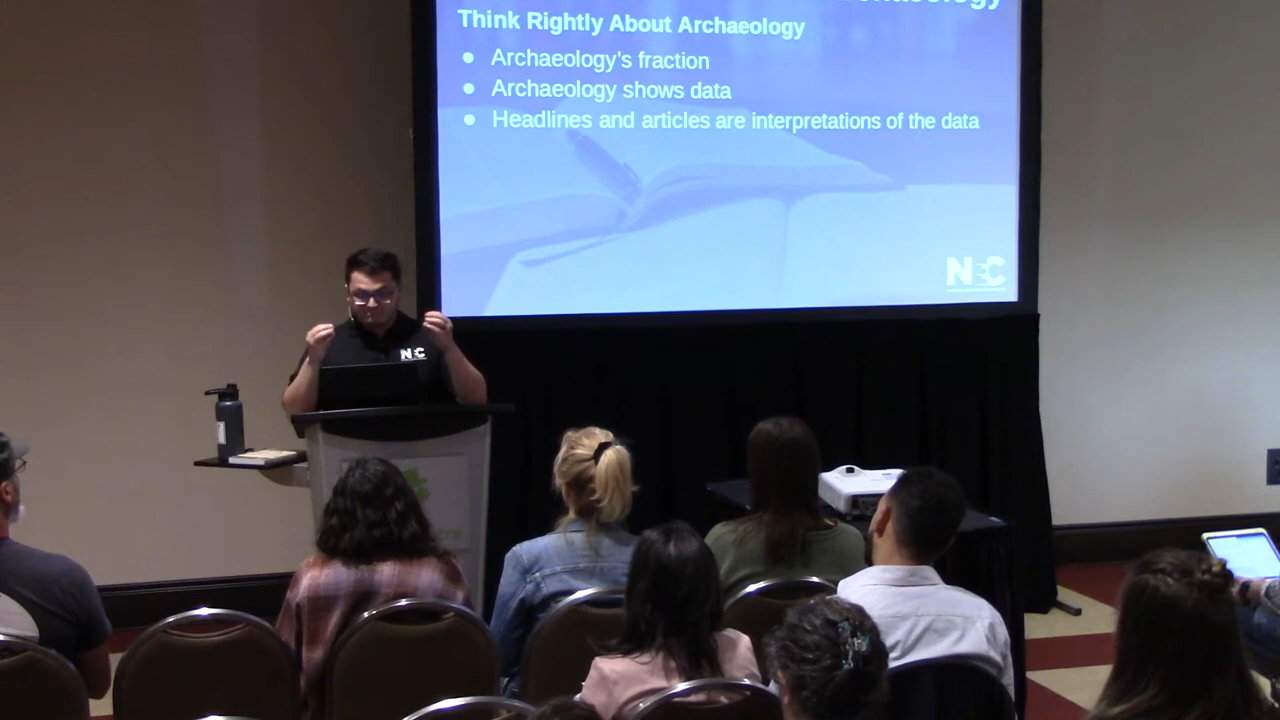 Think Rightly About Archaeology
● Archaeology's fraction
● Archaeology shows data
● Headlines and articles are interpretations of the data
NEC
NEC